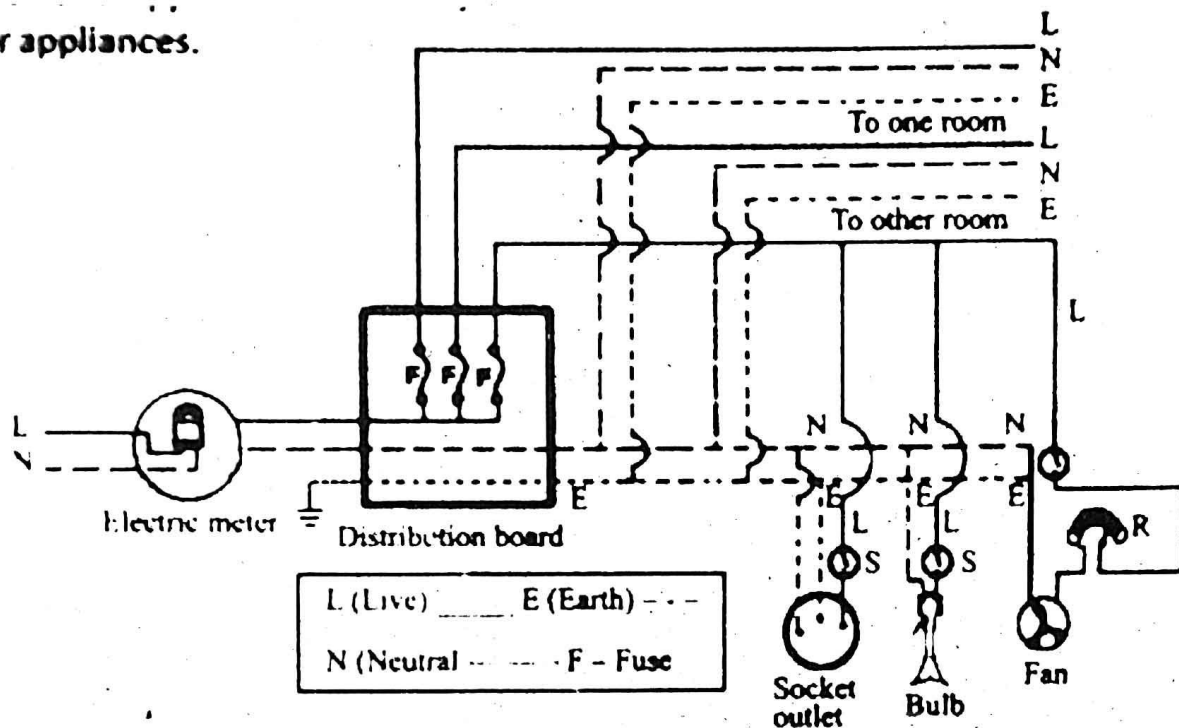 r appliances.
L
N
E
To one room
L
N
E
To other room
L
F F F
L
N
N
N
N
E
E
E
E
L
L
S
S
R
Electric meter
Distribution board
L (Live) E (Earth)
N (Neutral F - Fuse
Socket
outlet
Bulb
Fan